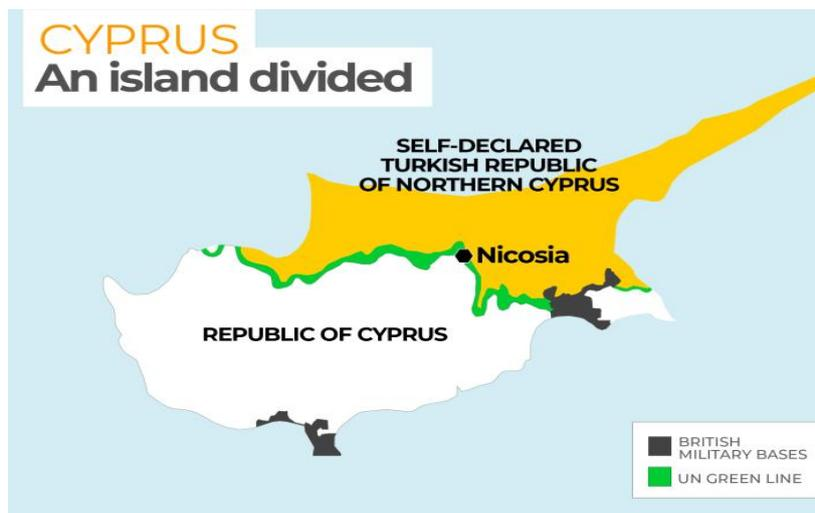 CYPRUS
An island divided
SELF-DECLARED
TURKISH REPUBLIC
OF NORTHERN CYPRUS
Nicosia
REPUBLIC OF CYPRUS
BRITISH
MILITARY BASES
UN GREEN LINE